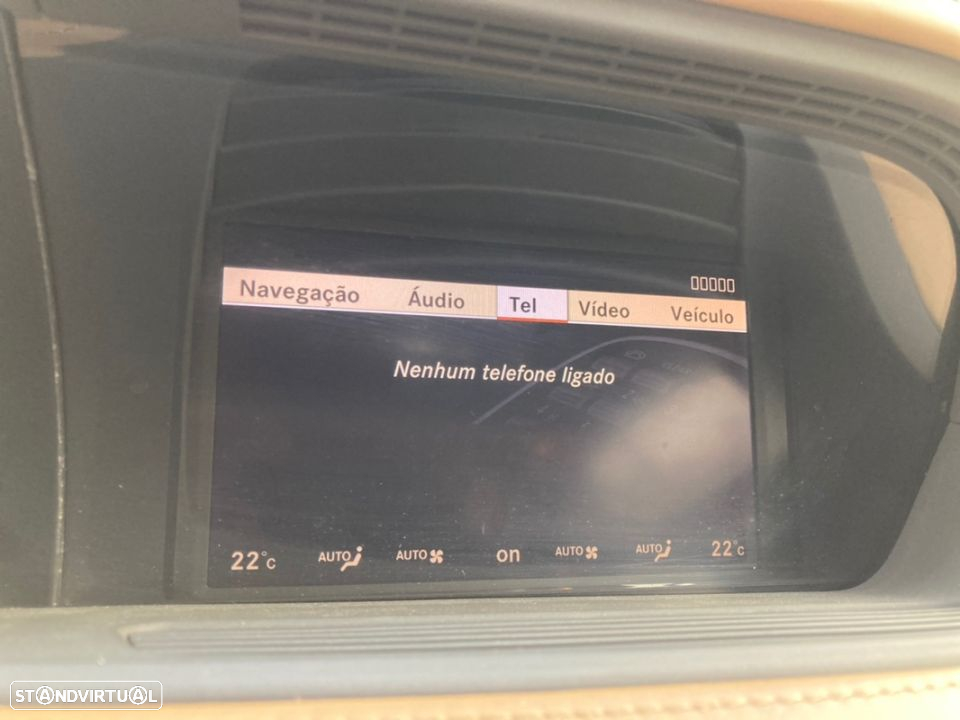 Navegação Áudio Tel Vídeo Veículo
Nenhum telefone ligado
22°C AUTO AUTO on AUTO AUTO 22°C
STANDVIRTUAL